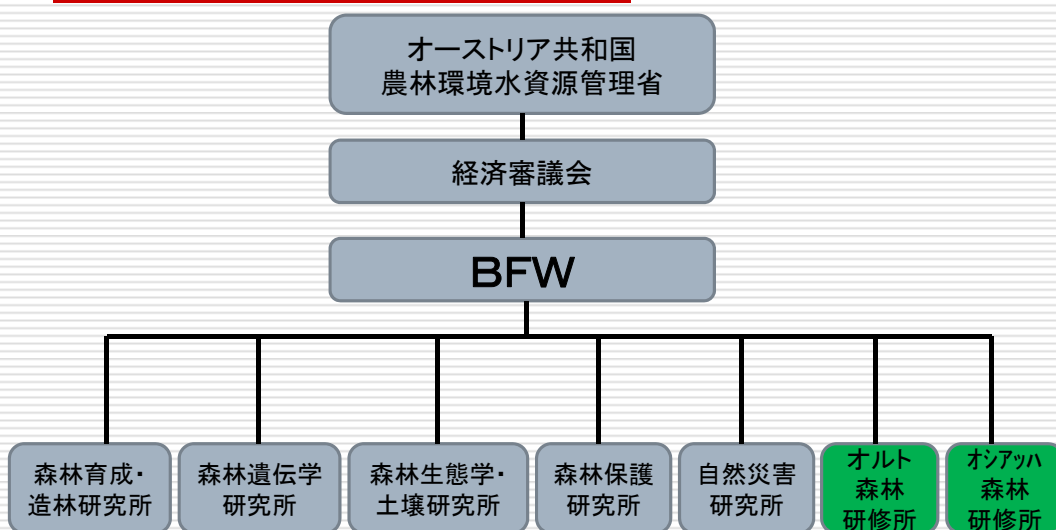 オーストリア共和国
農林環境水資源管理省
経済審議会
BFW
森林育成・
造林研究所
森林遺伝学
研究所
森林生態学・
土壌研究所
森林保護
研究所
自然災害
研究所
オルト
森林
研修所
オシアッハ
森林
研修所